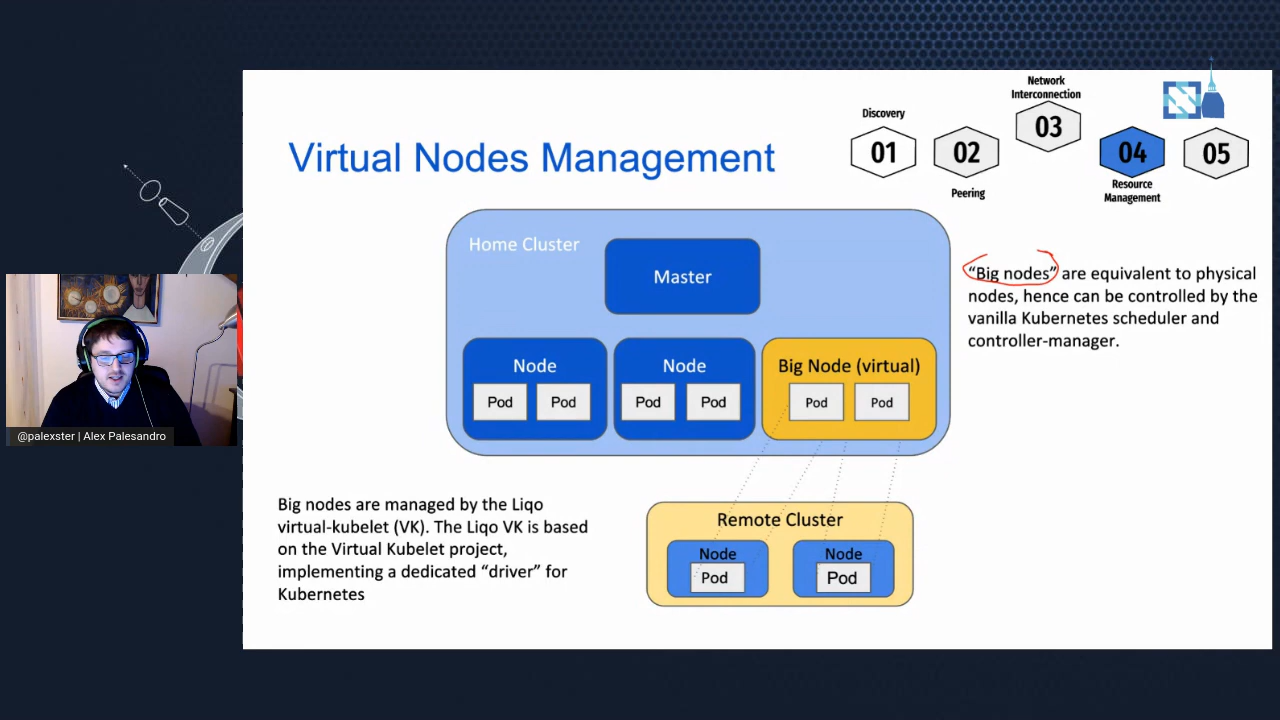 Virtual Nodes Management
Discovery
01
02
Peering
Network
Interconnection
03
04
Resource
Management
05
Home Cluster
Master
Node
Pod Pod
Node
Pod Pod
Big Node (virtual)
Pod Pod
“Big nodes” are equivalent to physical
nodes, hence can be controlled by the
vanilla Kubernetes scheduler and
controller-manager.
@palexster | Alex Palesandro
Big nodes are managed by the Liqo
virtual-kubelet (VK). The Liqo VK is based
on the Virtual Kubelet project,
implementing a dedicated “driver” for
Kubernetes
Remote Cluster
Node
Pod
Node
Pod